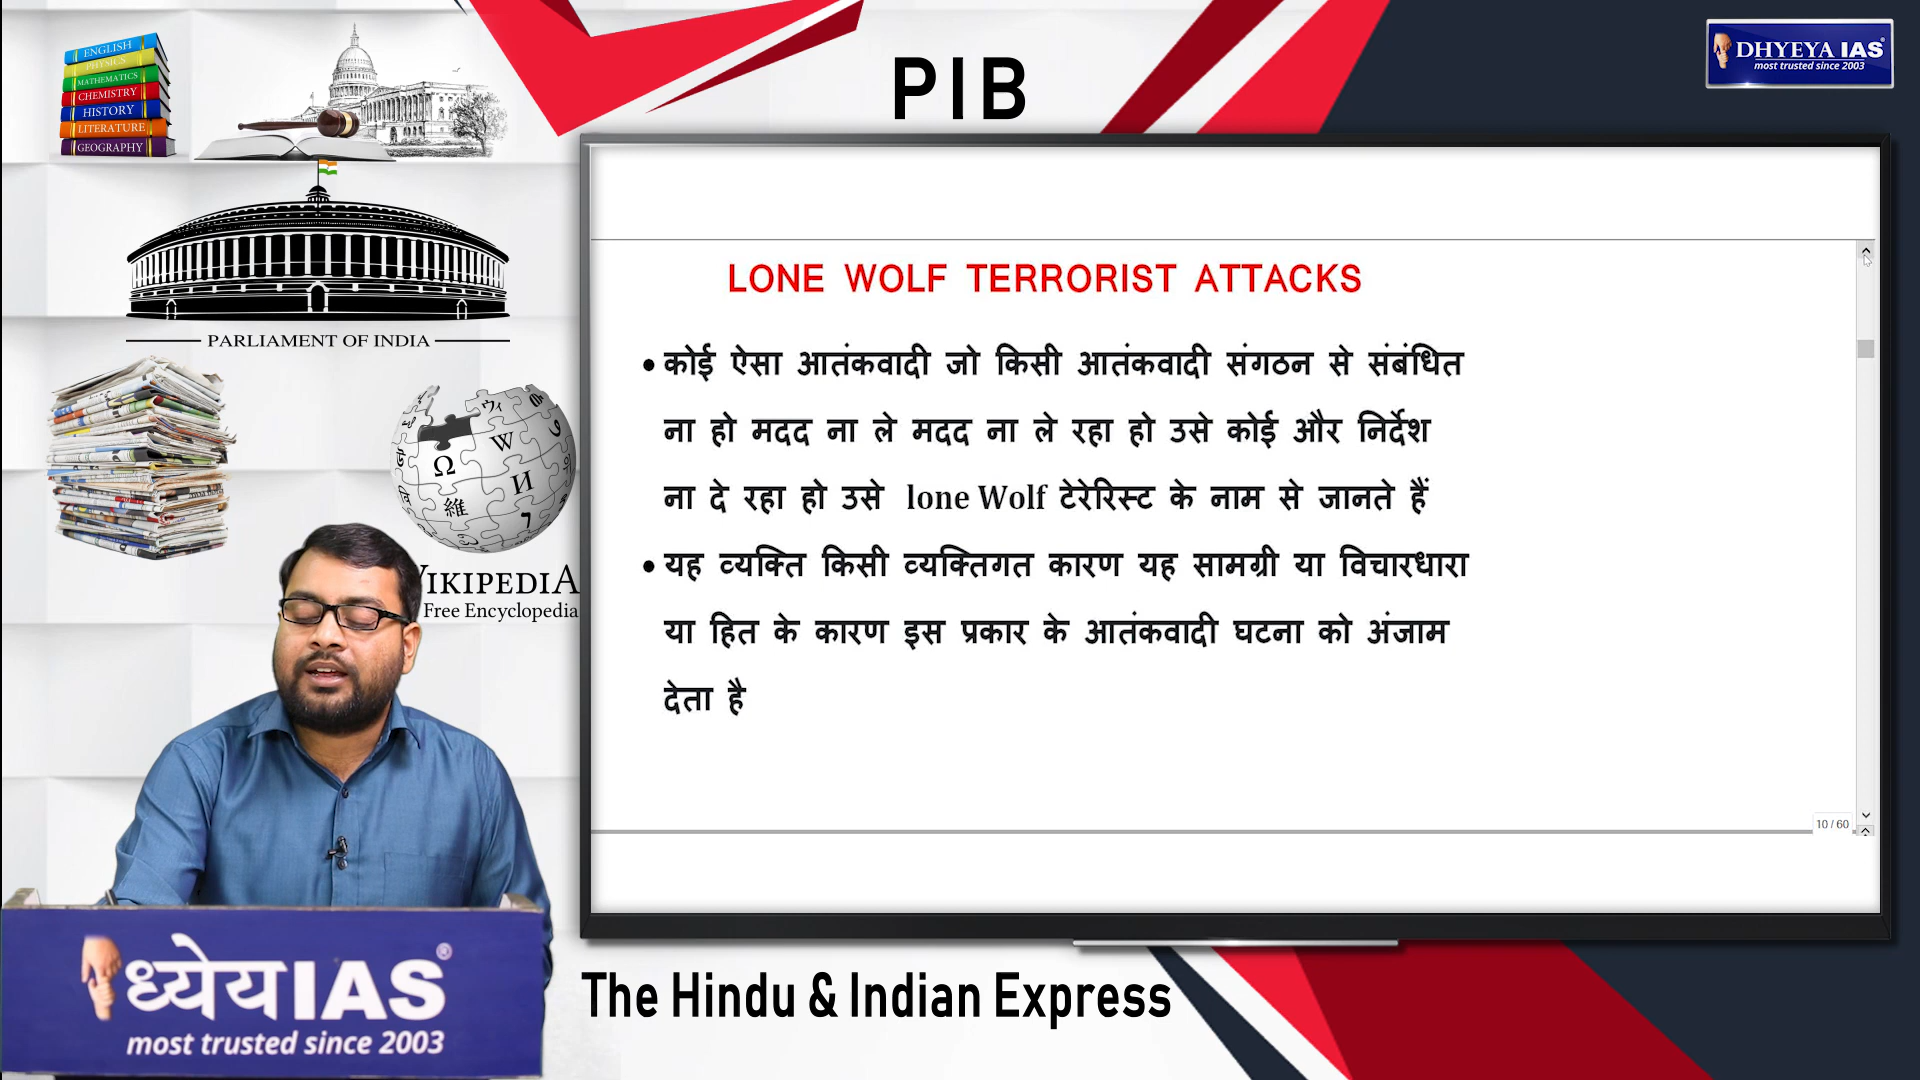 ENGLISH
PHYSICS
MATHEMATICS
CHEMISTRY
HISTORY
LITERATURE
GEOGRAPHY
PIB
DHYEYA IAS®
most trusted since 2003
PARLIAMENT OF INDIA
LONE WOLF TERRORIST ATTACKS
• कोई ऐसा आतंकवादी जो किसी आतंकवादी संगठन से संबंधित
ना हो मदद ना ले मदद ना ले रहा हो उसे कोई और निर्देश
ना दे रहा हो उसे lone Wolf टेरेरिस्ट के नाम से जानते हैं
• यह व्यक्ति किसी व्यक्तिगत कारण यह सामग्री या विचारधारा
या हित के कारण इस प्रकार के आतंकवादी घटना को अंजाम
देता है
10 / 60
Ω
W
И
維
IKIPEDIA
Free Encyclopedia
ध्येय IAS®
most trusted since 2003
The Hindu & Indian Express